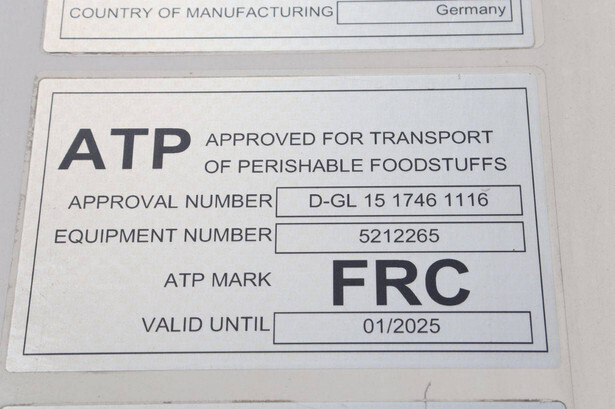 COUNTRY OF MANUFACTURING Germany
ATP APPROVED FOR TRANSPORT
OF PERISHABLE FOODSTUFFS
APPROVAL NUMBER D-GL 15 1746 1116
EQUIPMENT NUMBER 5212265
ATP MARK FRC
VALID UNTIL 01/2025